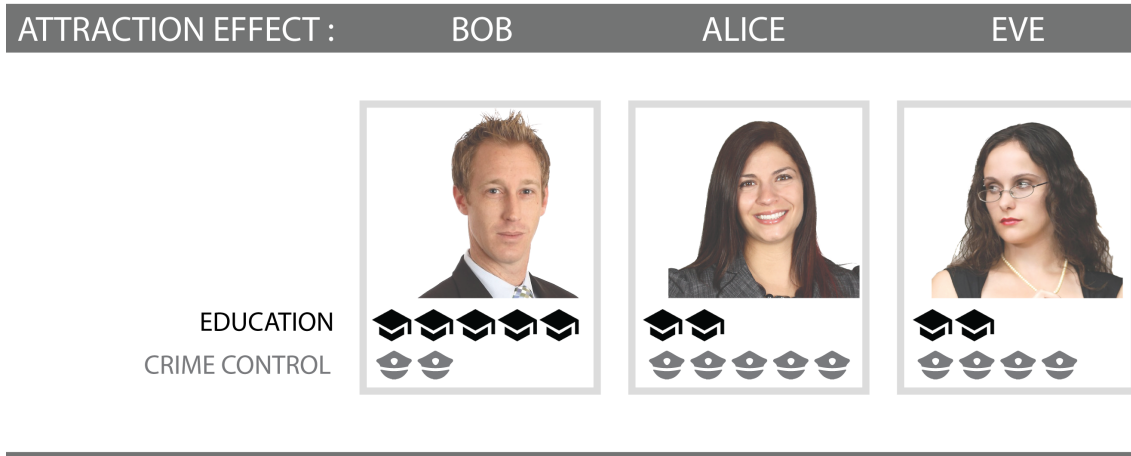 ATTRACTION EFFECT : BOB ALICE EVE
EDUCATION
CRIME CONTROL